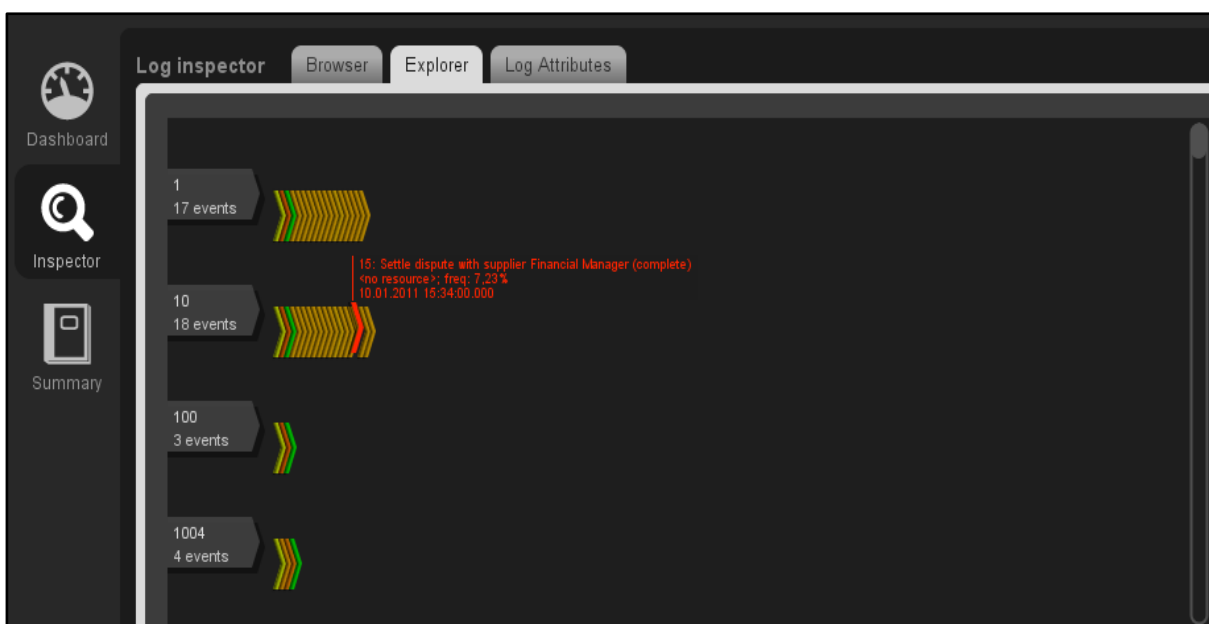 Log inspector Browser Explorer Log Attributes
Dashboard
Inspector
Summary
1
17 events
15: Settle dispute with supplier Financial Manager (complete)
<no resource>; freq: 7,23%
10.01.2011 15:34:00.000
10
18 events
100
3 events
1004
4 events